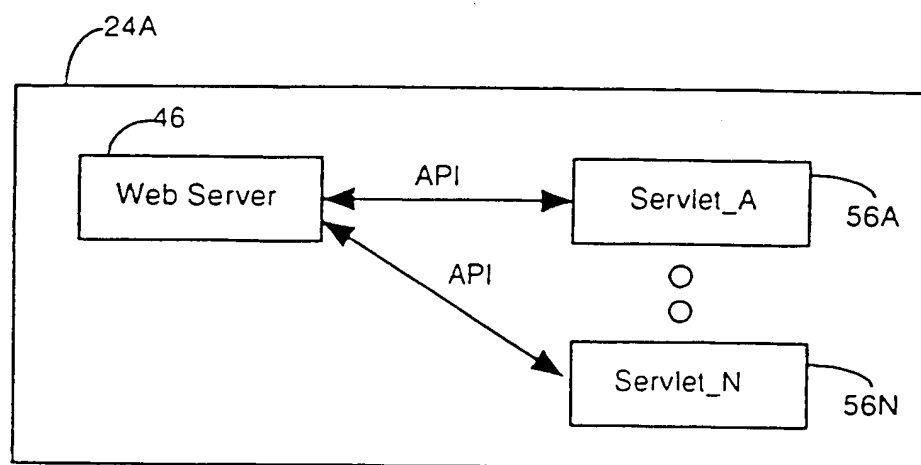 24A
46
Web Server
API
Servlet_A
56A
API
Servlet_N
56N